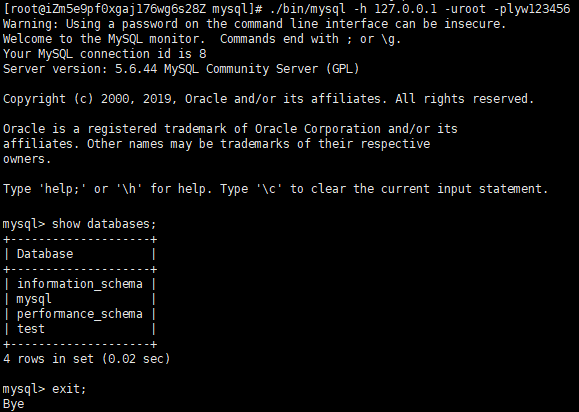 [root@iZm5e9pf0xgaj176wg6s28Z mysql]# ./bin/mysql -h 127.0.0.1 -uroot -plyw123456
Warning: Using a password on the command line interface can be insecure.
Welcome to the MySQL monitor.  Commands end with ; or \g.
Your MySQL connection id is 8
Server version: 5.6.44 MySQL Community Server (GPL)

Copyright (c) 2000, 2019, Oracle and/or its affiliates. All rights reserved.

Oracle is a registered trademark of Oracle Corporation and/or its
affiliates. Other names may be trademarks of their respective
owners.

Type 'help;' or '\h' for help. Type '\c' to clear the current input statement.

mysql> show databases;
+--------------------+
| Database           |
+--------------------+
| information_schema |
| mysql              |
| performance_schema |
| test               |
+--------------------+
4 rows in set (0.02 sec)

mysql> exit;
Bye